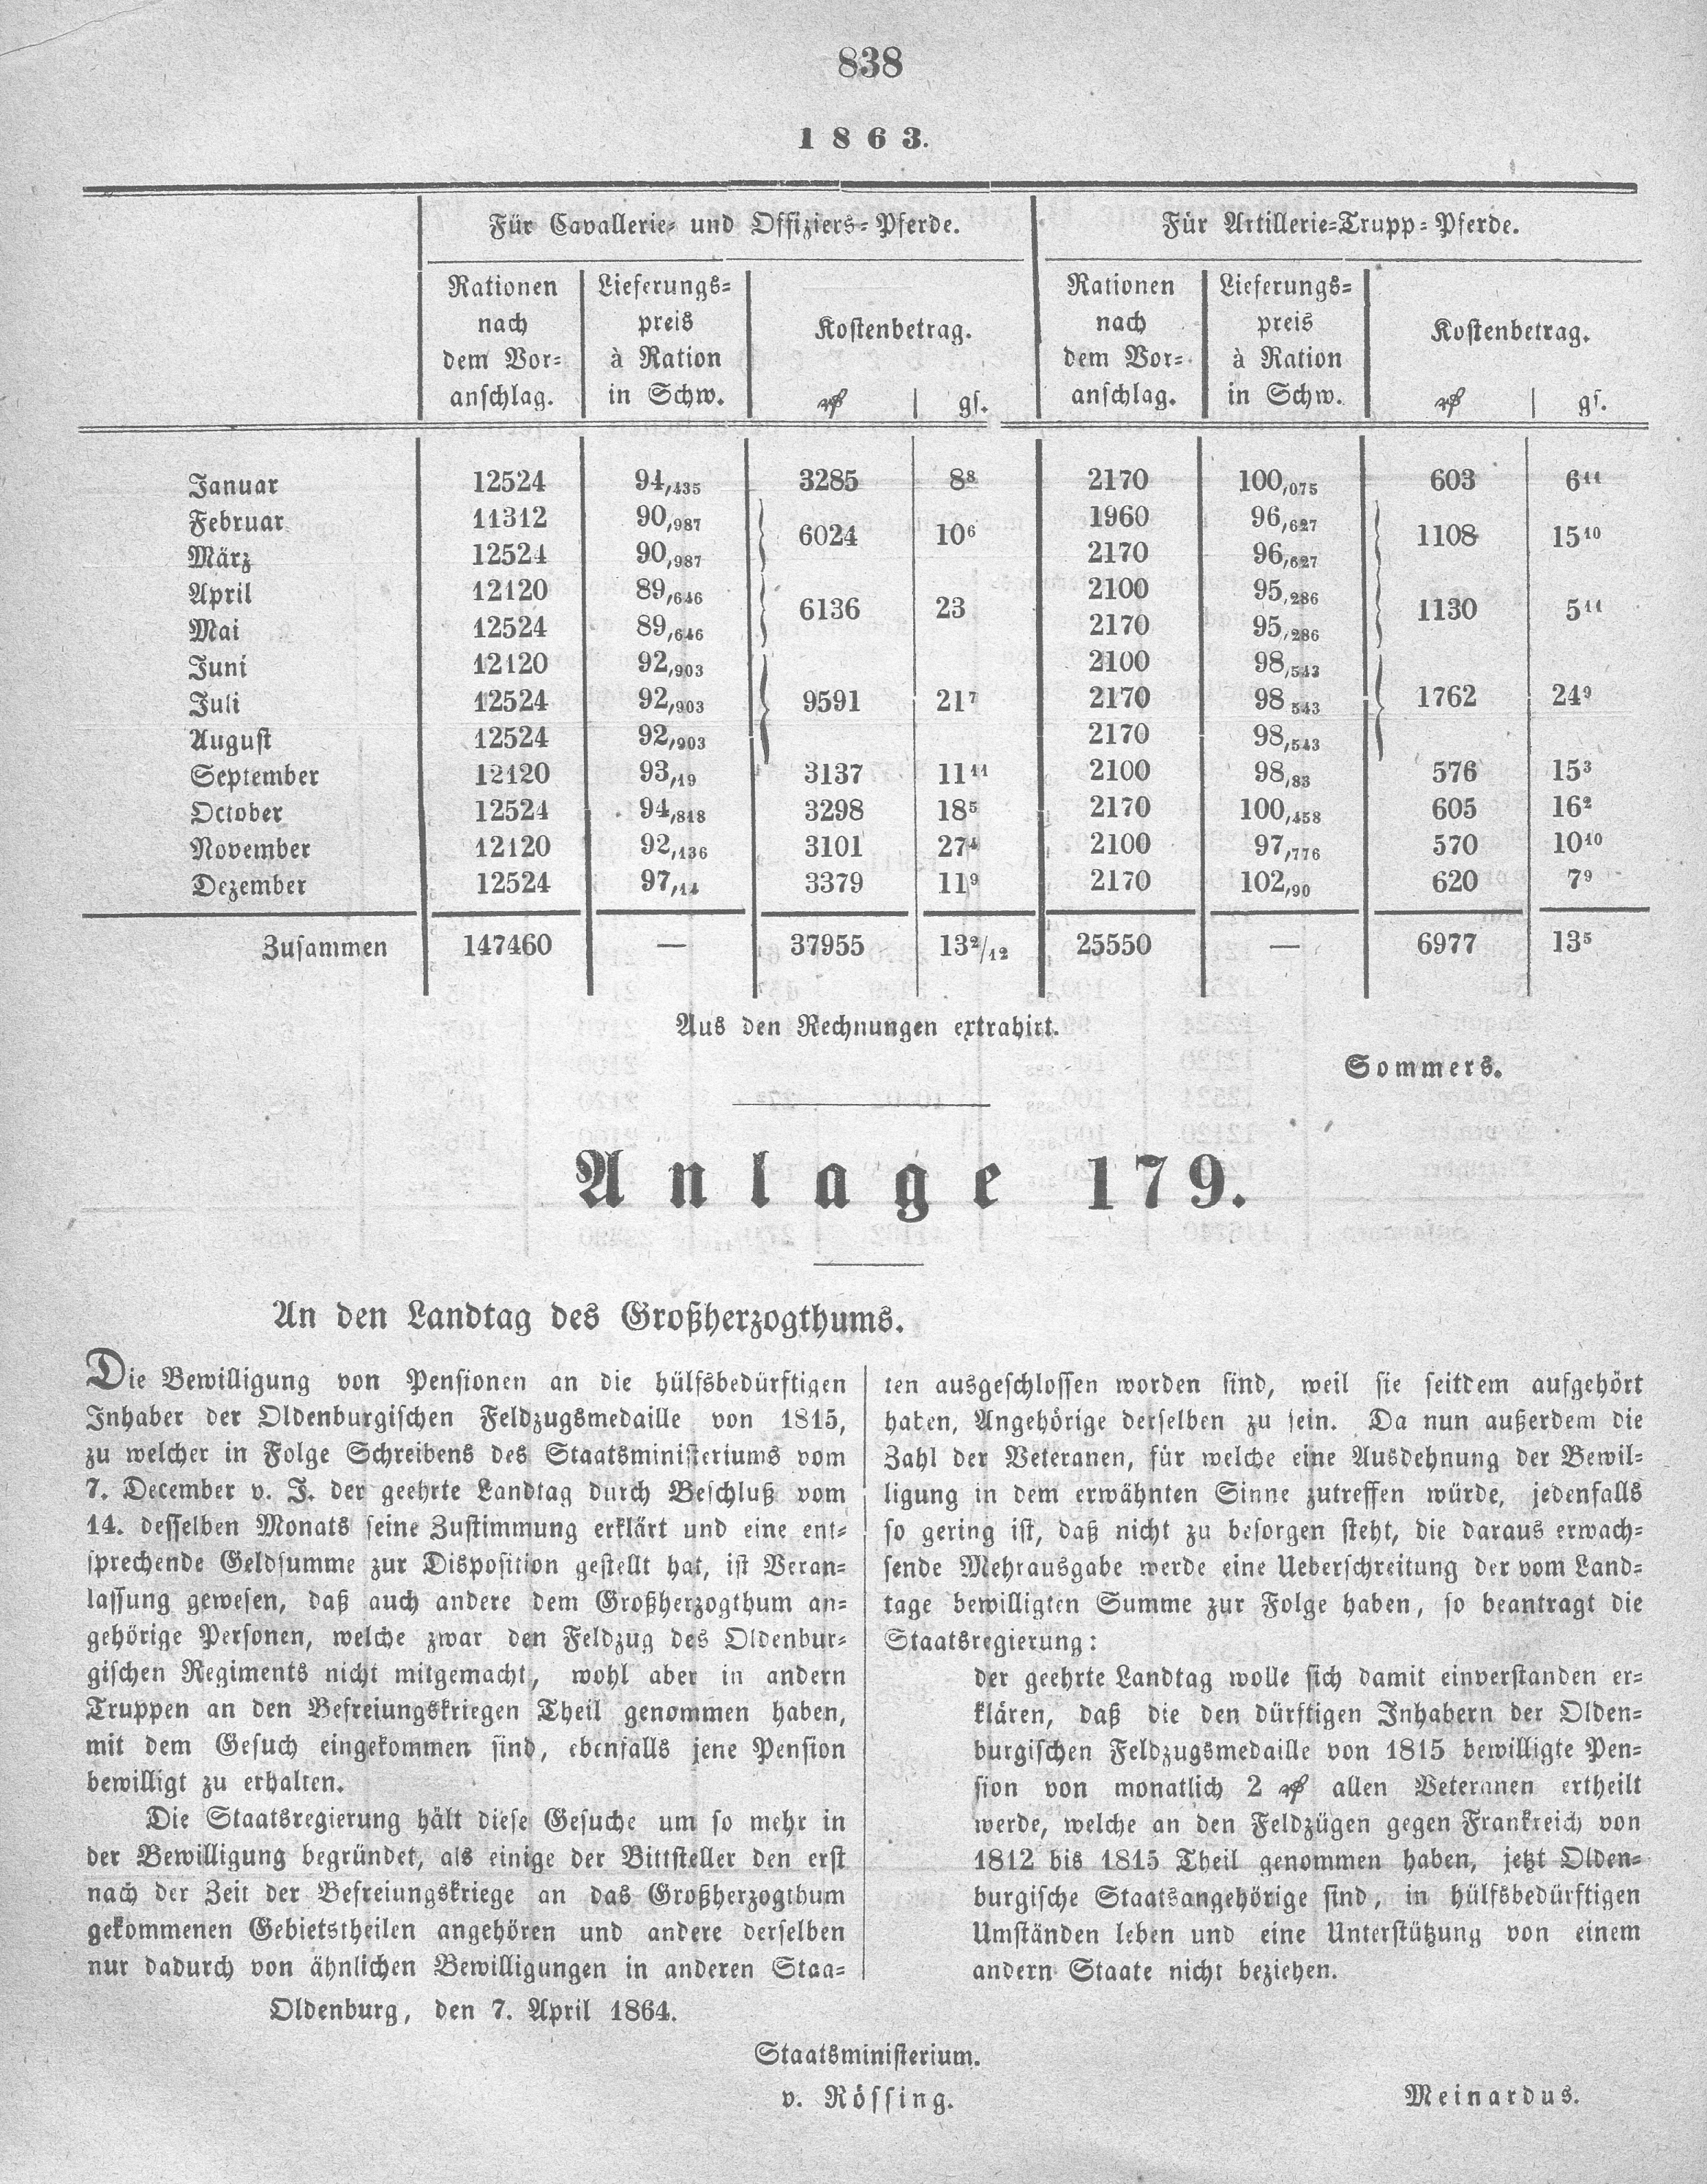 838
1863.
Für Cavallerie- und Offiziers-Pferde. Für Artillerie-Trupp-Pferde.
Rationen nach dem Voranschlag. Lieferungspreis à Ration in Schw. Kostenbetrag. ₰ gſ. Rationen nach dem Voranschlag. Lieferungspreis à Ration in Schw. Kostenbetrag. gſ.
Januar 12524 94,435 3285 8⁸ 2170 100,075 603 6¹¹
Februar 11312 90,987 1960 96,627
6024 10⁶ 1108 15¹⁰
März 12524 90,987 2170 96,627
April 12120 89,646 2100 95,286
6136 23 1130 5¹¹
Mai 12524 89,646 2170 95,286
Juni 12120 92,903 2100 98,543
Juli 12524 92,903 9591 21⁷ 2170 98,543 1762 24⁹
August 12524 92,903 2170 98,543
September 12120 93,19 3137 11¹¹ 2100 98,83 576 15³
October 12524 94,818 3298 18⁵ 2170 100,458 605 16²
November 12120 92,136 3101 27⁴ 2100 97,776 570 10¹⁰
Dezember 12524 97,14 3379 11⁹ 2170 102,90 620 7⁹
Zusammen 147460 — 37955 13²/₁₂ 25550 — 6977 13⁵
Aus den Rechnungen extrahirt.
Sommers.
Anlage 179.
An den Landtag des Großherzogthums.
Die Bewilligung von Pensionen an die hülfsbedürftigen
Inhaber der Oldenburgischen Feldzugsmedaille von 1815,
zu welcher in Folge Schreibens des Staatsministeriums vom
7. December v. J. der geehrte Landtag durch Beschluß vom
14. desselben Monats seine Zustimmung erklärt und eine ent-
sprechende Geldsumme zur Disposition gestellt hat, ist Veran-
lassung gewesen, daß auch andere dem Großherzogthum an-
gehörige Personen, welche zwar den Feldzug des Oldenbur-
gischen Regiments nicht mitgemacht, wohl aber in andern
Truppen an den Befreiungskriegen Theil genommen haben,
mit dem Gesuch eingekommen sind, ebenfalls jene Pension
bewilligt zu erhalten.
Die Staatsregierung hält diese Gesuche um so mehr in
der Bewilligung begründet, als einige der Bittsteller den erst
nach der Zeit der Befreiungskriege an das Großherzogthum
gekommenen Gebietstheilen angehören und andere derselben
nur dadurch von ähnlichen Bewilligungen in anderen Staa-
ten ausgeschlossen worden sind, weil sie seitdem aufgehört
haben, Angehörige derselben zu sein. Da nun außerdem die
Zahl der Veteranen, für welche eine Ausdehnung der Bewil-
ligung in dem erwähnten Sinne zutreffen würde, jedenfalls
so gering ist, daß nicht zu besorgen steht, die daraus erwach-
sende Mehrausgabe werde eine Ueberschreitung der vom Land-
tage bewilligten Summe zur Folge haben, so beantragt die
Staatsregierung:
der geehrte Landtag wolle sich damit einverstanden er-
klären, daß die den dürftigen Inhabern der Olden-
burgischen Feldzugsmedaille von 1815 bewilligte Pen-
sion von monatlich 2 allen Veteranen ertheilt
werde, welche an den Feldzügen gegen Frankreich von
1812 bis 1815 Theil genommen haben, jetzt Olden-
burgische Staatsangehörige sind, in hülfsbedürftigen
Umständen leben und eine Unterstützung von einem
andern Staate nicht beziehen.
Oldenburg, den 7. April 1864.
Staatsministerium.
v. Rössing. Meinardus.